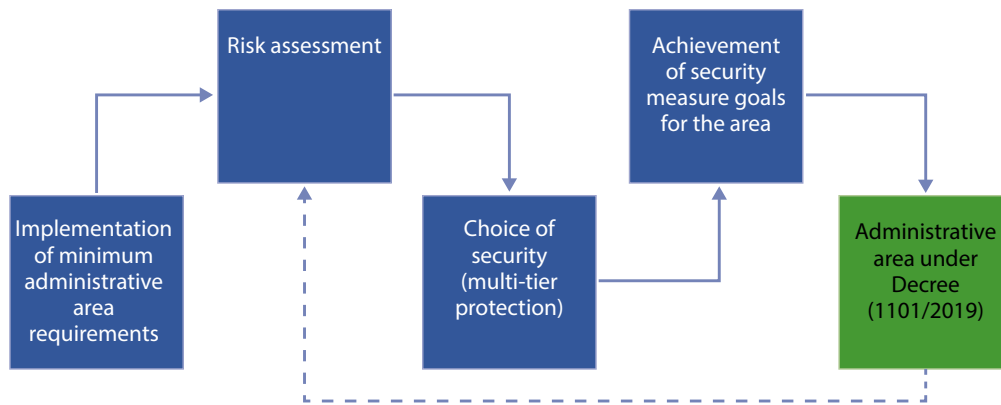 Implementation
of minimum
administrative
area
requirements
Risk assessment
Choice of
security
(multi-tier
protection)
Achievement
of security
measure goals
for the area
Administrative
area under
Decree
(1101/2019)